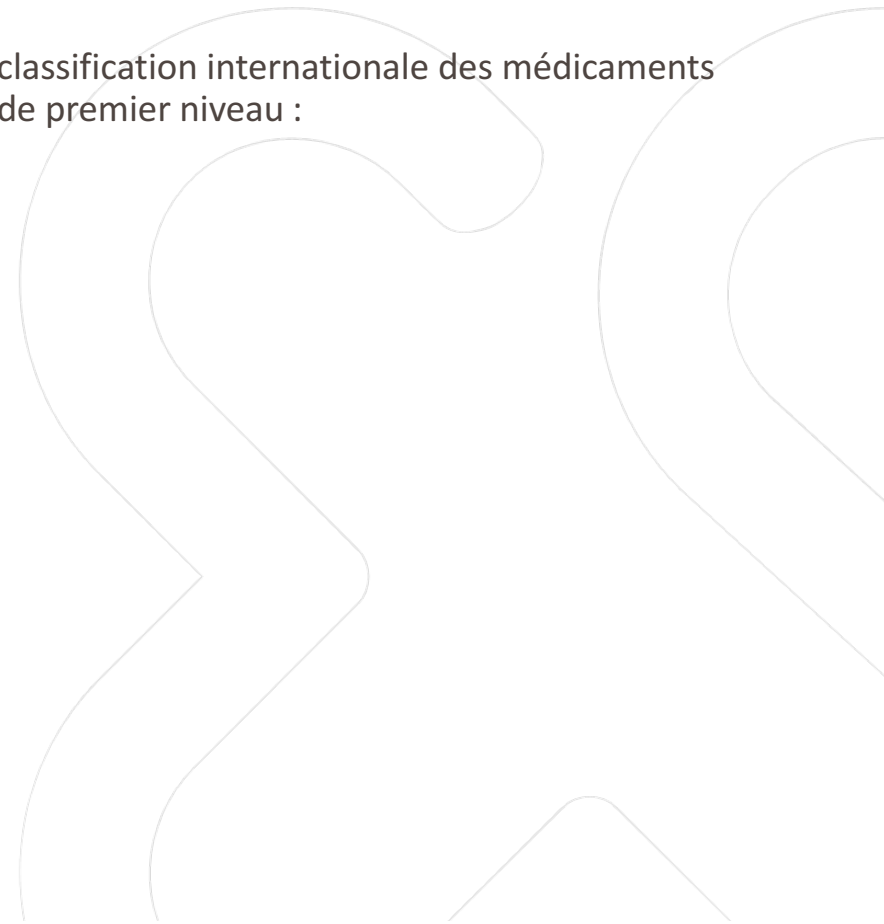 classification internationale des médicaments
de premier niveau :